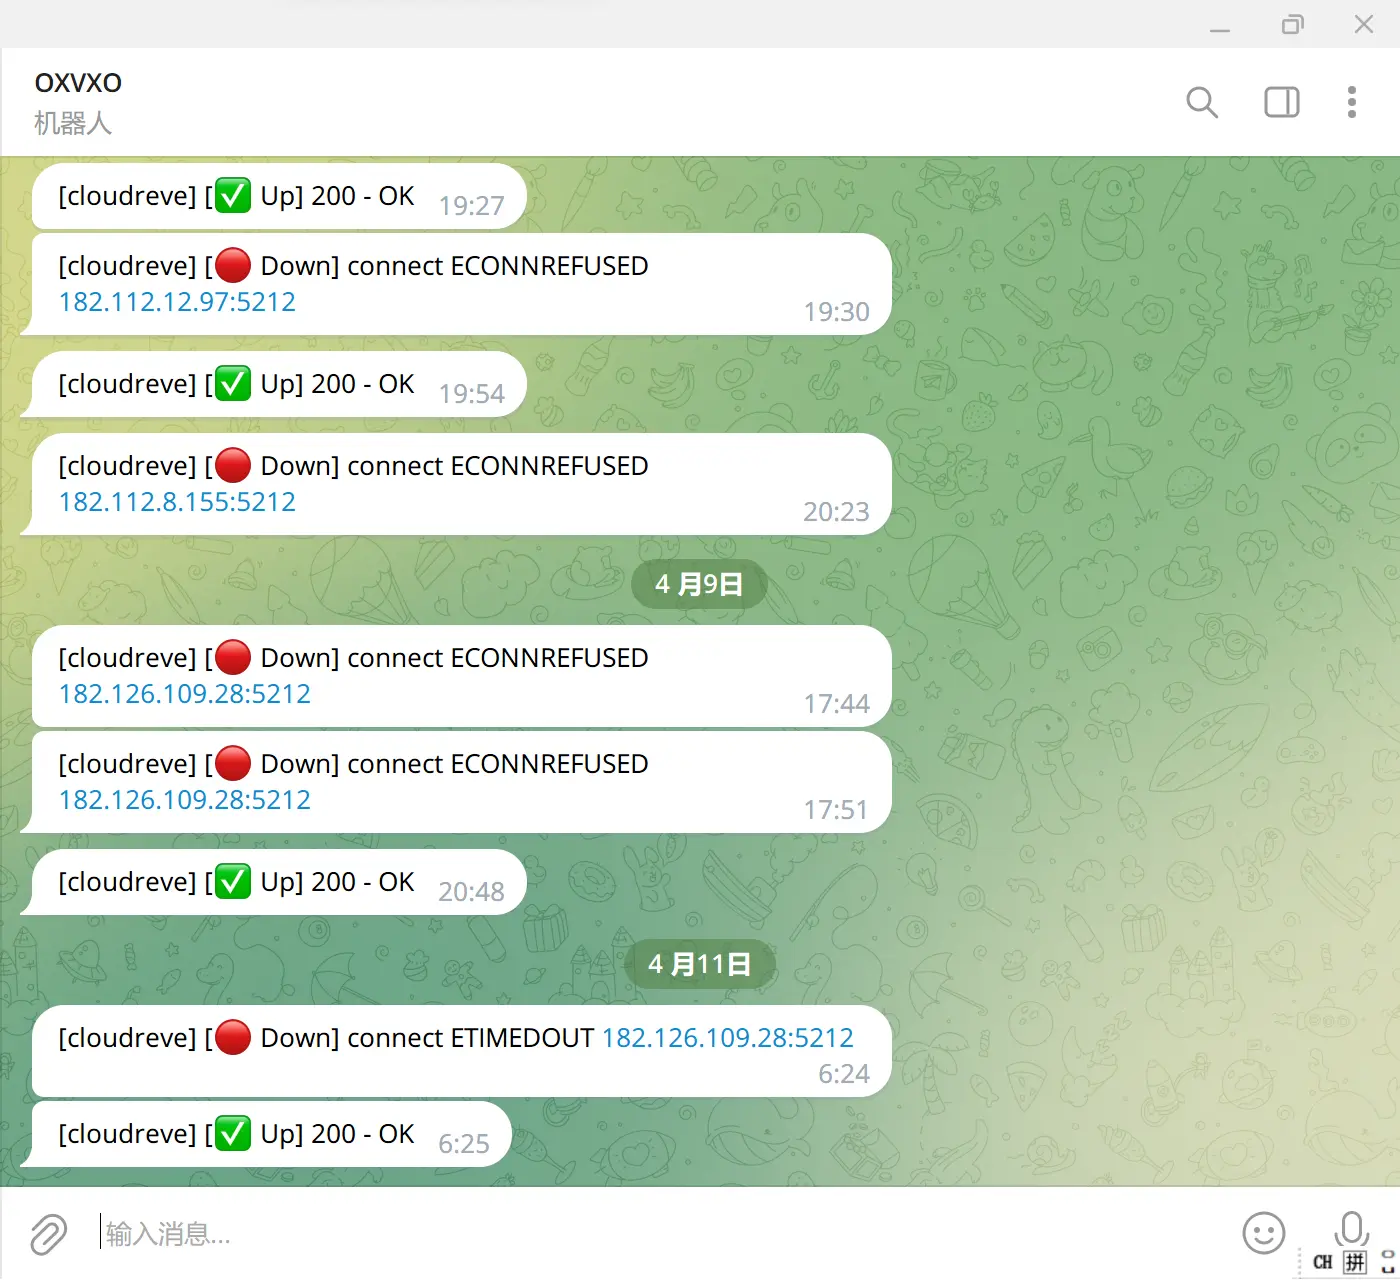 OXVXO
机器人
[cloudreve] [✅ Up] 200 - OK 19:27
[cloudreve] [🔴 Down] connect ECONNREFUSED
182.112.12.97:5212
19:30
[cloudreve] [✅ Up] 200 - OK 19:54
[cloudreve] [🔴 Down] connect ECONNREFUSED
182.112.8.155:5212
20:23
4 月9日
[cloudreve] [🔴 Down] connect ECONNREFUSED
182.126.109.28:5212
17:44
[cloudreve] [🔴 Down] connect ECONNREFUSED
182.126.109.28:5212
17:51
[cloudreve] [✅ Up] 200 - OK 20:48
4 月11日
[cloudreve] [🔴 Down] connect ETIMEDOUT 182.126.109.28:5212
6:24
[cloudreve] [✅ Up] 200 - OK 6:25
输入消息...
CH 拼